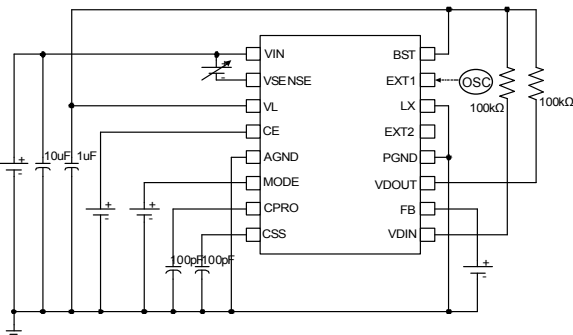 VIN
VSENSE
VL
CE
AGND
MODE
CPRO
CSS
BST
EXT1
LX
EXT2
PGND
VDOUT
FB
VDIN
OSC
100kΩ
100kΩ
10uF
1uF
100pF
100pF
+
-
+
-
+
-
+
-
-